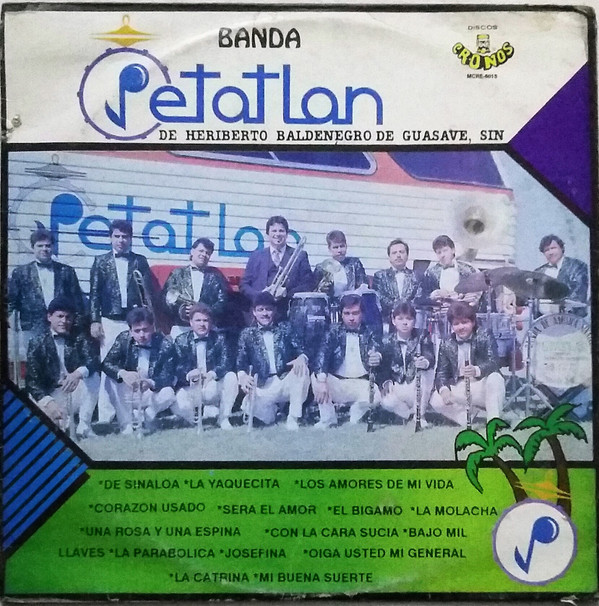 BANDA
DISCOS
CRONOS
MCRE-8015
Petatlan
DE HERIBERTO BALDENEGRO DE GUASAVE, SIN
Petatlan
*DE SINALOA *LA YAQUECITA *LOS AMORES DE MI VIDA
*CORAZON USADO *SERA EL AMOR *EL BIGAMO *LA MOLACHA
*UNA ROSA Y UNA ESPINA *CON LA CARA SUCIA *BAJO MIL
LLAVES *LA PARABOLICA *JOSEFINA *OIGA USTED MI GENERAL
*LA CATRINA *MI BUENA SUERTE